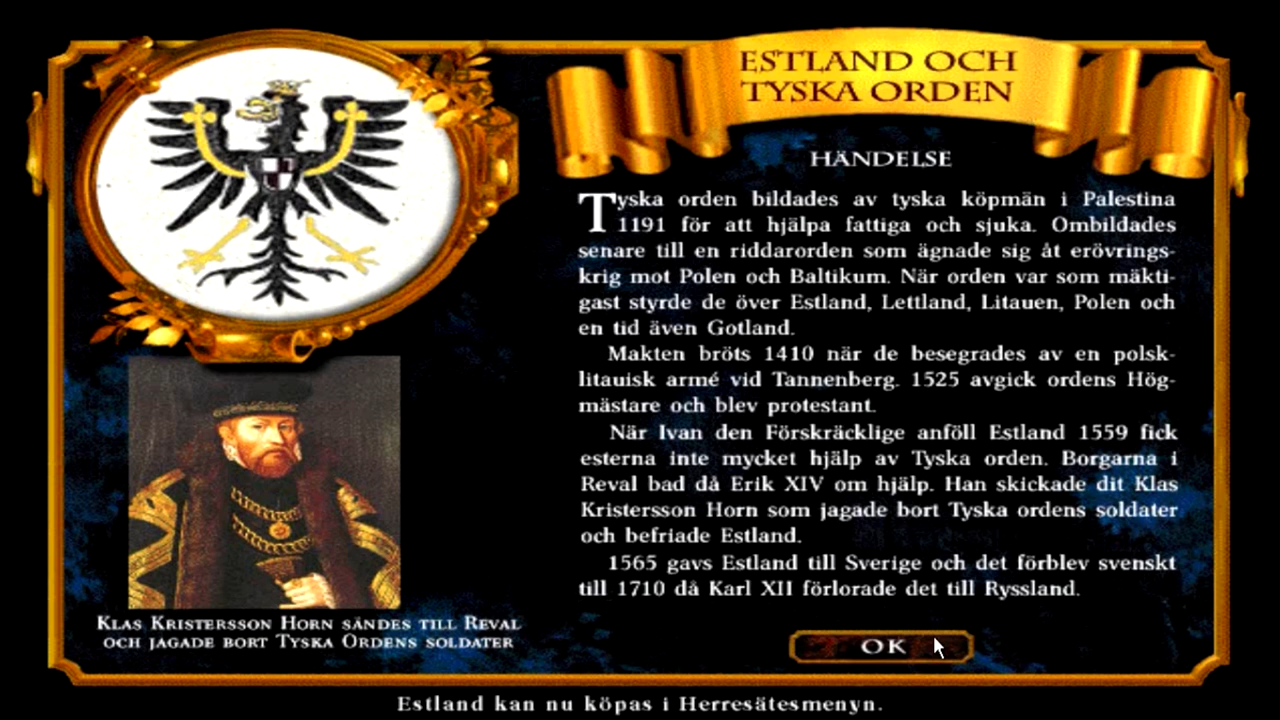 ESTLAND OCH
TYSKA ORDEN
HÄNDELSE
Tyska orden bildades av tyska köpmän i Palestina
1191 för att hjälpa fattiga och sjuka. Ombildades
senare till en riddarorden som ägnade sig åt erövrings-
krig mot Polen och Baltikum. När orden var som mäkti-
gast styrde de över Estland, Lettland, Litauen, Polen och
en tid även Gotland.
Makten bröts 1410 när de besegrades av en polsk-
litauisk armé vid Tannenberg. 1525 avgick ordens Hög-
mästare och blev protestant.
När Ivan den Förskräcklige anföll Estland 1559 fick
esterna inte mycket hjälp av Tyska orden. Borgarna i
Reval bad då Erik XIV om hjälp. Han skickade dit Klas
Kristersson Horn som jagade bort Tyska ordens soldater
och befriade Estland.
1565 gavs Estland till Sverige och det förblev svenskt
till 1710 då Karl XII förlorade det till Ryssland.
KLAS KRISTERSSON HORN SÄNDES TILL REVAL
OCH JAGADE BORT TYSKA ORDENS SOLDATER
OK
Estland kan nu köpas i Herresätesmenyn.